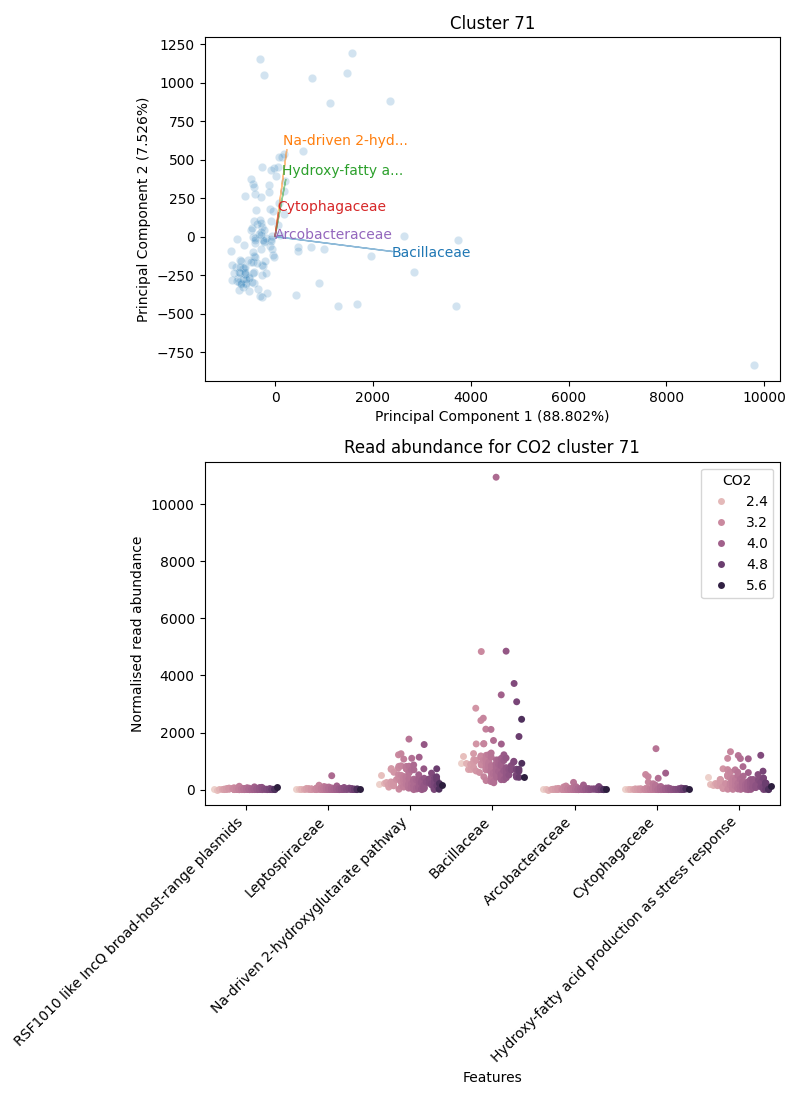 Cluster 71
Principal Component 2 (7.526%)
1250
1000
750
500
250
0
−250
−500
−750
Na-driven 2-hyd...
Hydroxy-fatty a...
Cytophagaceae
Arcobacteraceae
Bacillaceae
0
2000
4000
6000
8000
10000
Principal Component 1 (88.802%)
Read abundance for CO2 cluster 71
Normalised read abundance
10000
8000
6000
4000
2000
0
CO2
2.4
3.2
4.0
4.8
5.6
RSF1010 like IncQ broad-host-range plasmids
Leptospiraceae
Na-driven 2-hydroxyglutarate pathway
Bacillaceae
Arcobacteraceae
Cytophagaceae
Hydroxy-fatty acid production as stress response
Features